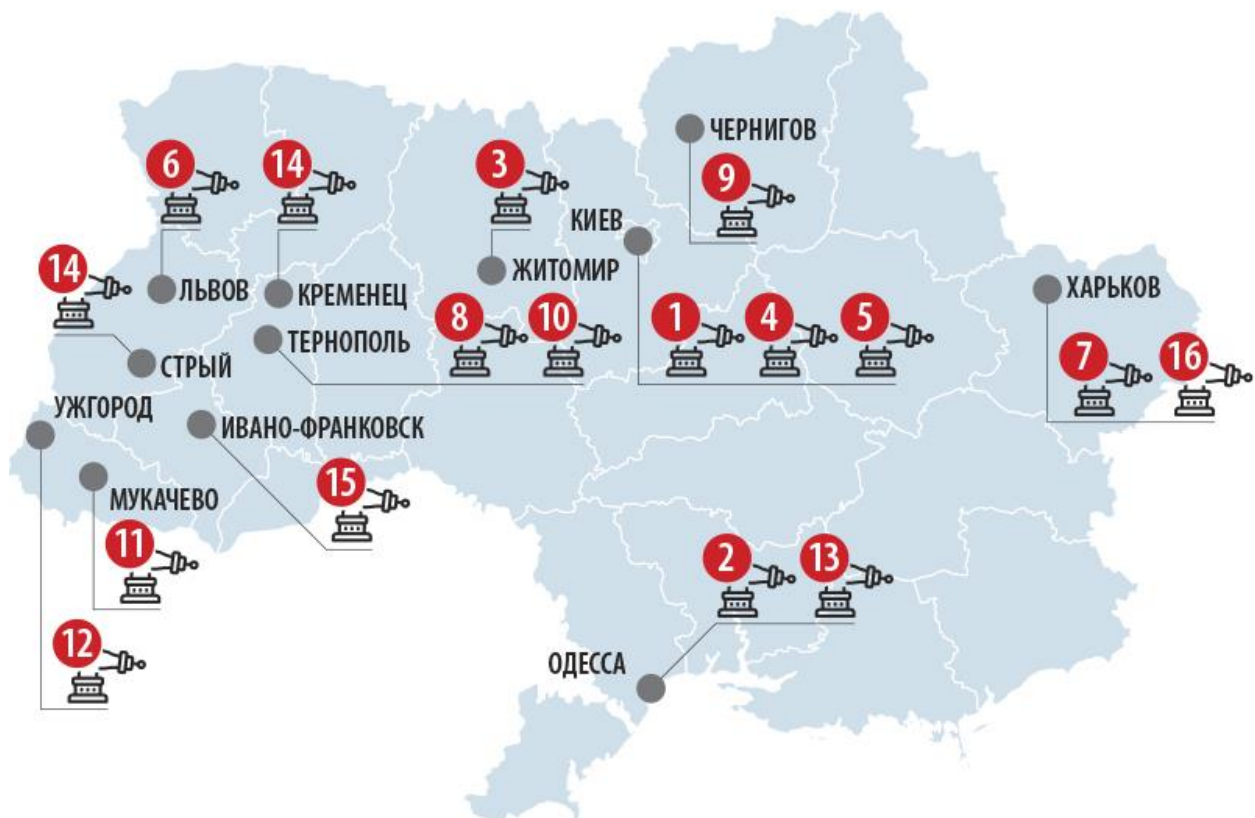 ЧЕРНИГОВ
9
6
14
3
КИЕВ
ЖИТОМИР
14
ЛЬВОВ
КРЕМЕНЕЦ
ХАРЬКОВ
ТЕРНОПОЛЬ
8
10
1
4
5
7
16
СТРЫЙ
УЖГОРОД
ИВАНО-ФРАНКОВСК
15
МУКАЧЕВО
11
2
13
12
ОДЕССА